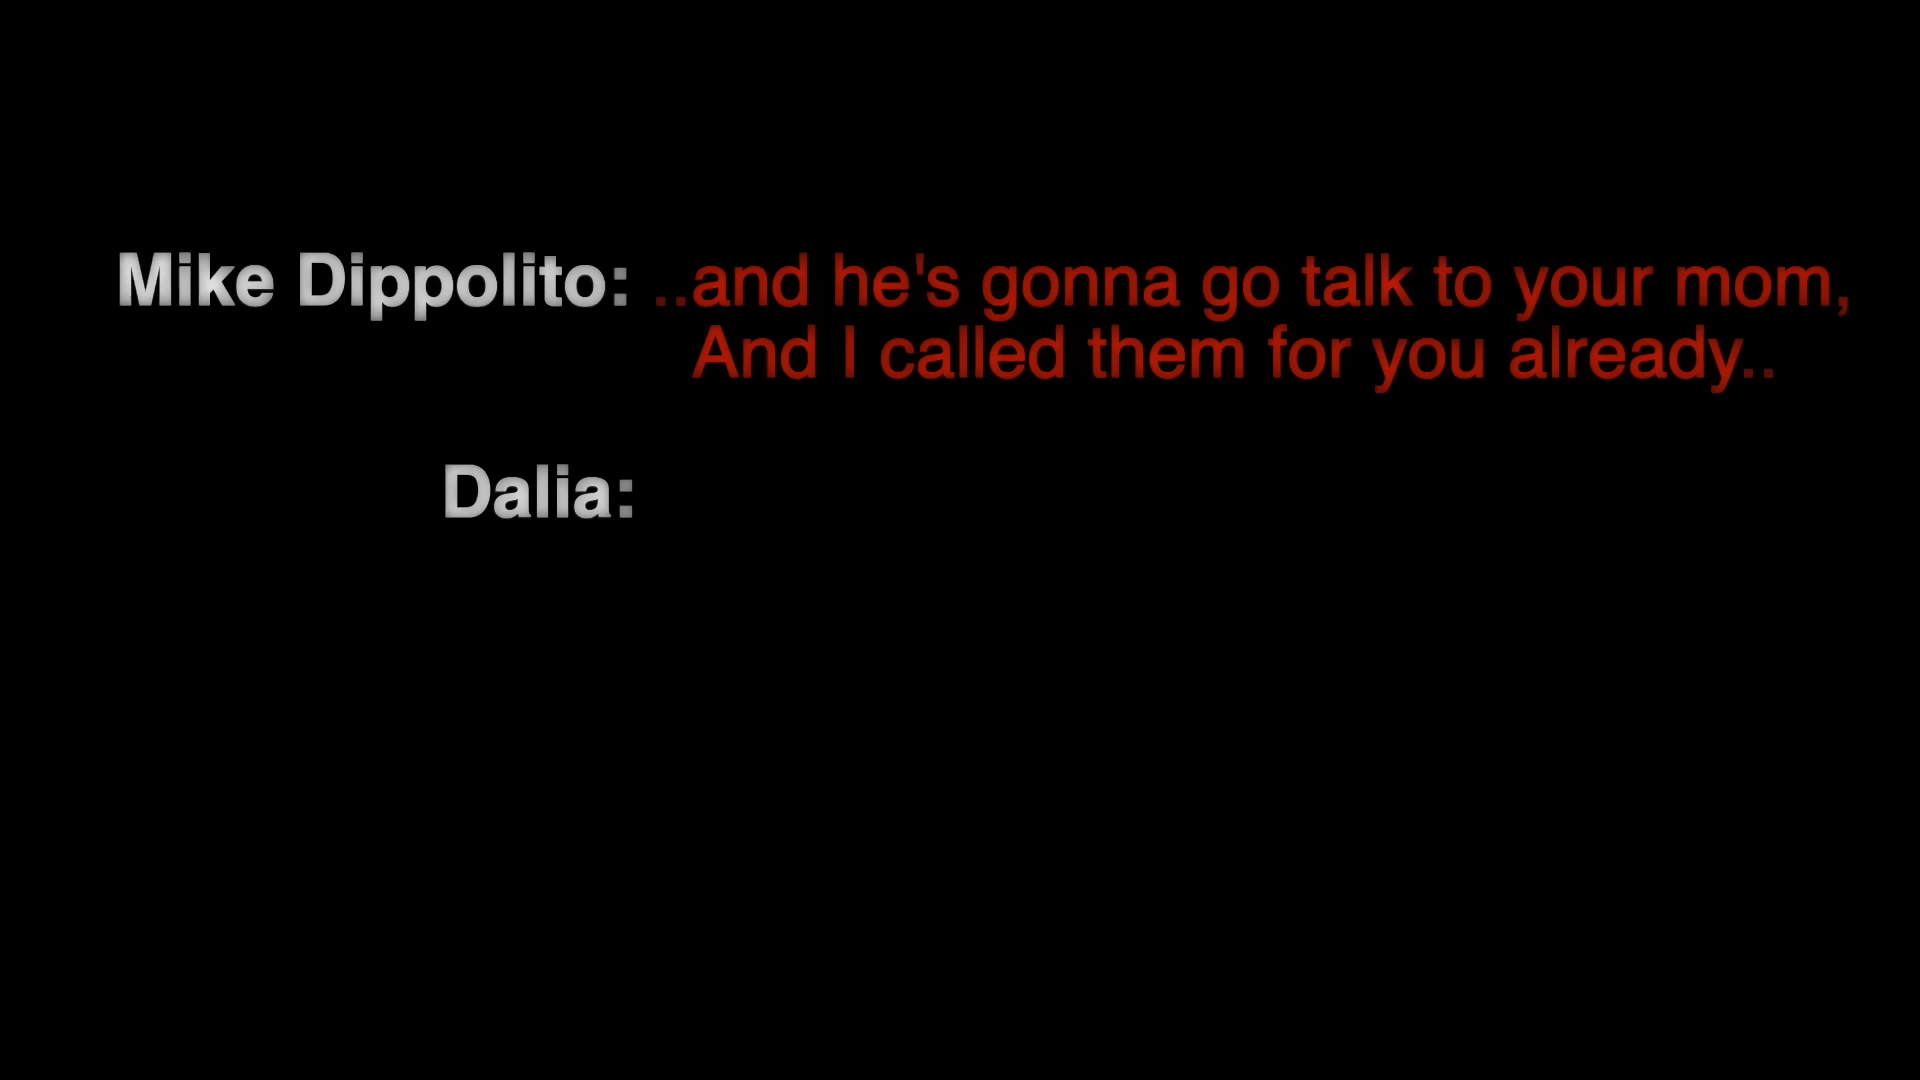 Mike Dippolito: ..and he's gonna go talk to your mom,
And I called them for you already..
Dalia: